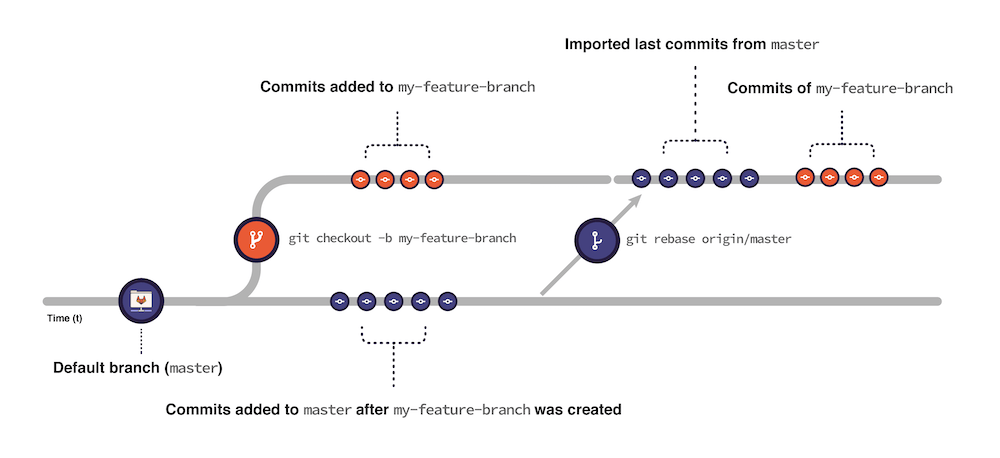 Imported last commits from master
Commits added to my-feature-branch
Commits of my-feature-branch
git checkout -b my-feature-branch
git rebase origin/master
Time (t)
Default branch (master)
Commits added to master after my-feature-branch was created